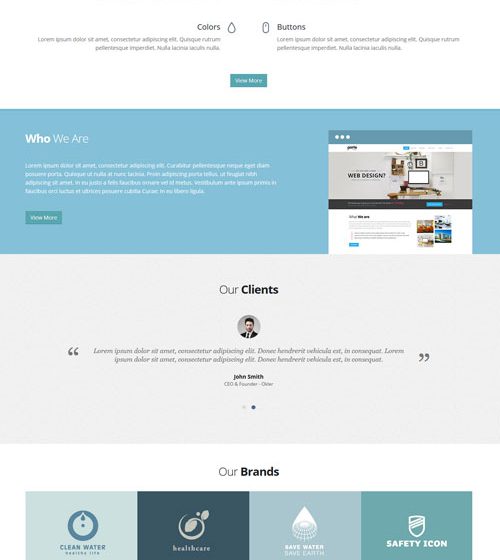 Colors
Lorem ipsum dolor sit amet, consectetur adipiscing elit. Quisque rutrum
pellentesque imperdiet. Nulla lacinia iaculis nulla.
Buttons
Lorem ipsum dolor sit amet, consectetur adipiscing elit. Quisque rutrum
pellentesque imperdiet. Nulla lacinia iaculis nulla.
View More
Who We Are
Lorem ipsum dolor sit amet, consectetur adipiscing elit. Curabitur pellentesque neque eget diam
posuere porta. Quisque ut nulla at nunc lacinia. Proin adipiscing porta tellus, ut feugiat nibh
adipiscing sit amet. In eu justo a felis faucibus ornare vel id metus. Vestibulum ante ipsum primis in
faucibus orci luctus et ultrices posuere cubilia Curae; In eu libero ligula.
View More
porto
WEB DESIGN?
Who We are
Our Clients
“ Lorem ipsum dolor sit amet, consectetur adipiscing elit. Donec hendrerit vehicula est, in consequat. Lorem
ipsum dolor sit amet, consectetur adipiscing elit. Donec hendrerit vehicula est, in consequat. ”
John Smith
CEO & Founder - Okler
Our Brands
CLEAN WATER
healthy life
healthcare
SAVE WATER
SAVE EARTH
SAFETY ICON